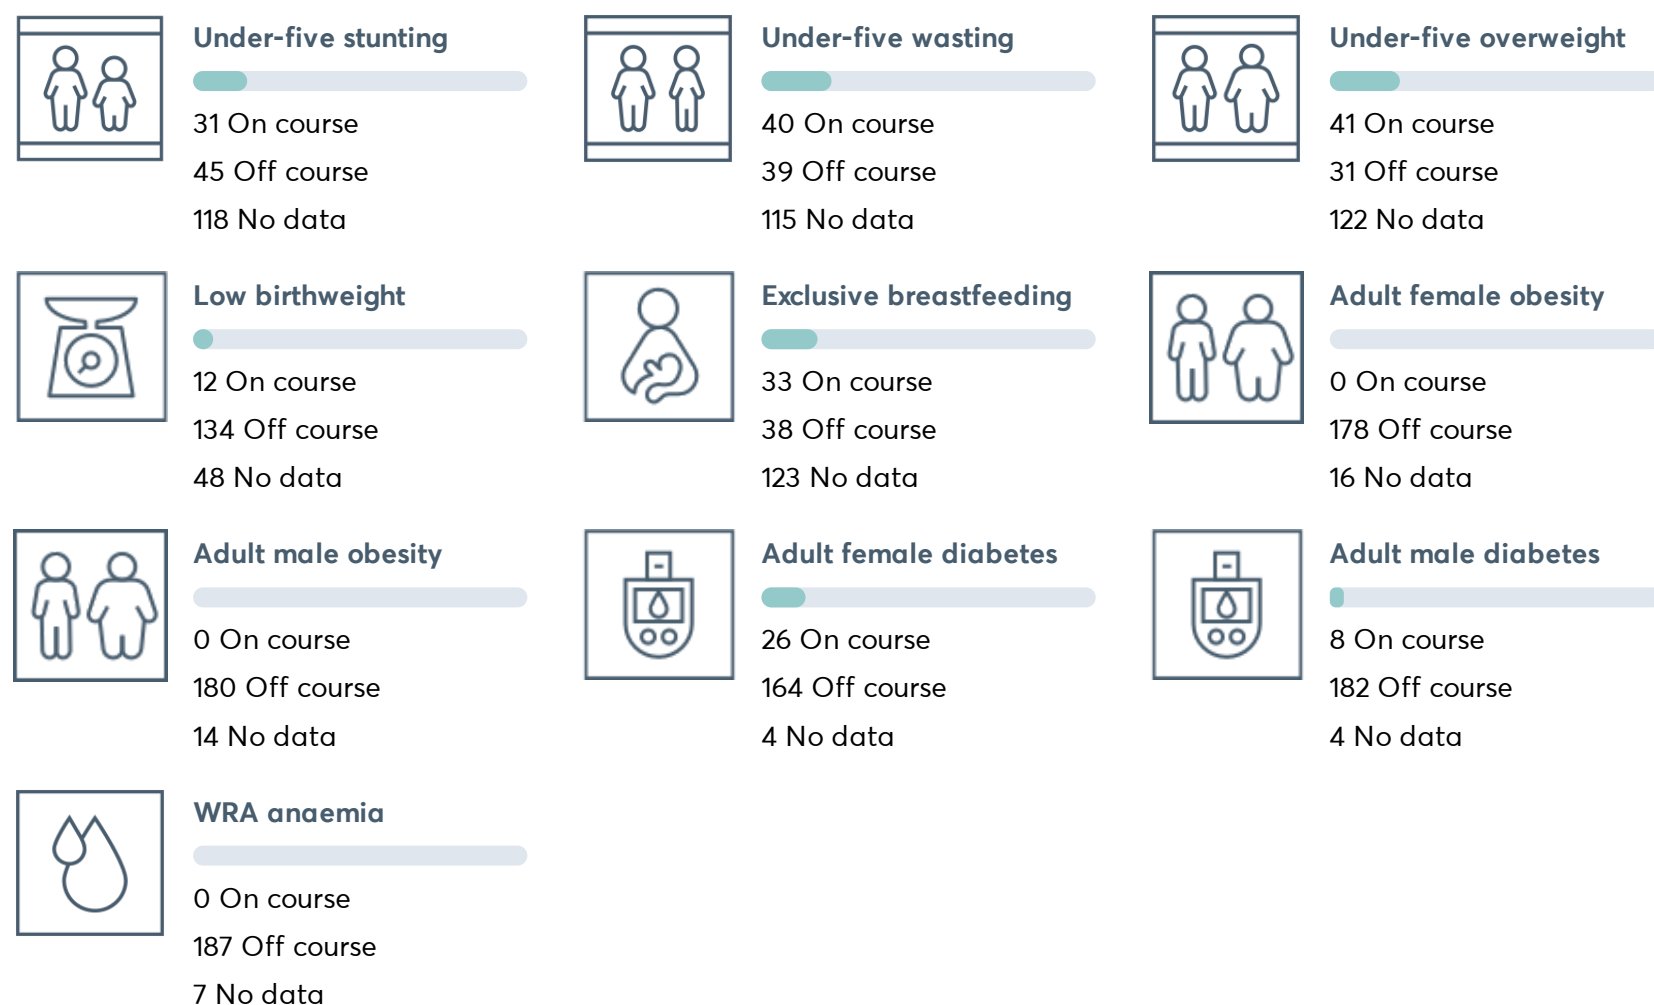 Under-five stunting
31 On course
45 Off course
118 No data
Under-five wasting
40 On course
39 Off course
115 No data
Under-five overweight
41 On course
31 Off course
122 No data
Low birthweight
12 On course
134 Off course
48 No data
Exclusive breastfeeding
33 On course
38 Off course
123 No data
Adult female obesity
0 On course
178 Off course
16 No data
Adult male obesity
0 On course
180 Off course
14 No data
Adult female diabetes
26 On course
164 Off course
4 No data
Adult male diabetes
8 On course
182 Off course
4 No data
WRA anaemia
0 On course
187 Off course
7 No data